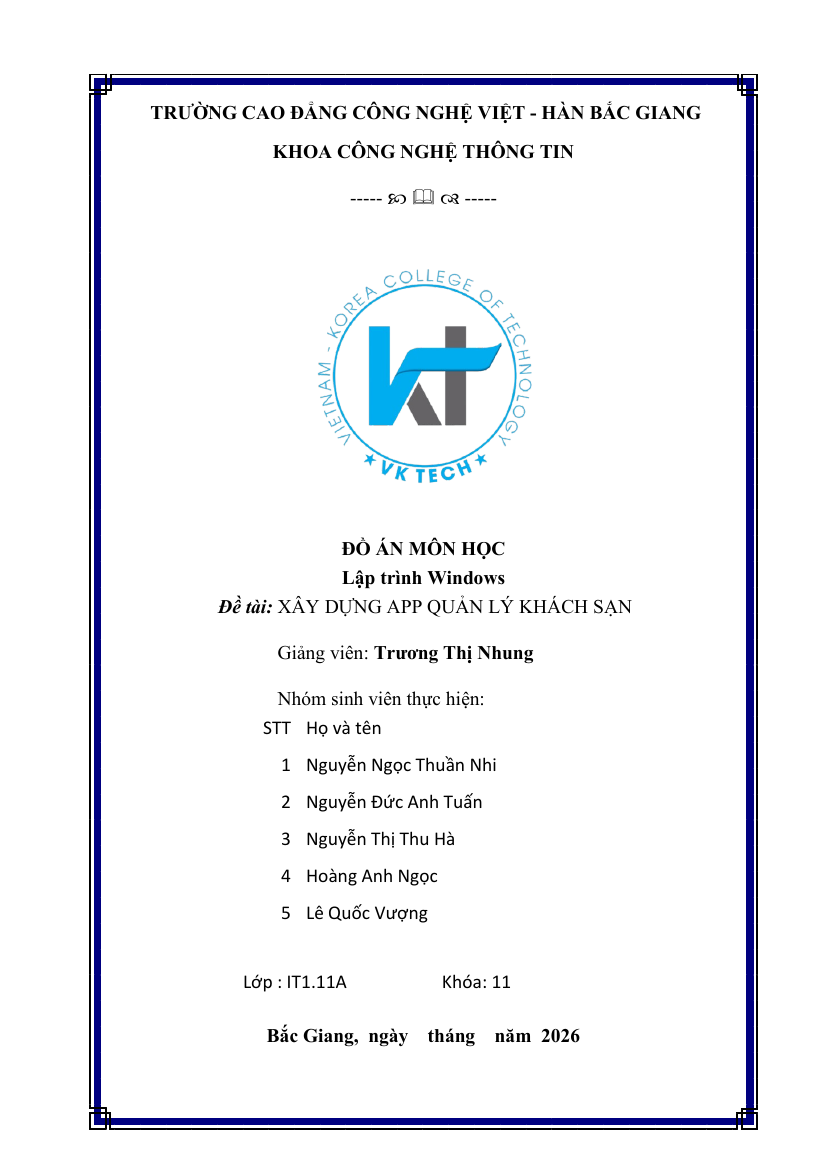 TRƯỜNG CAO ĐẲNG CÔNG NGHỆ VIỆT - HÀN BẮC GIANG
KHOA CÔNG NGHỆ THÔNG TIN
----- 🙢 🕮 🙠 -----
VIETNAM - KOREA COLLEGE OF TECHNOLOGY
★ VK TECH ★
ĐỒ ÁN MÔN HỌC
Lập trình Windows
Đề tài: XÂY DỰNG APP QUẢN LÝ KHÁCH SẠN
Giảng viên: Trương Thị Nhung
Nhóm sinh viên thực hiện:
STT Họ và tên
1 Nguyễn Ngọc Thuần Nhi
2 Nguyễn Đức Anh Tuấn
3 Nguyễn Thị Thu Hà
4 Hoàng Anh Ngọc
5 Lê Quốc Vượng
Lớp : IT1.11A Khóa: 11
Bắc Giang, ngày tháng năm 2026